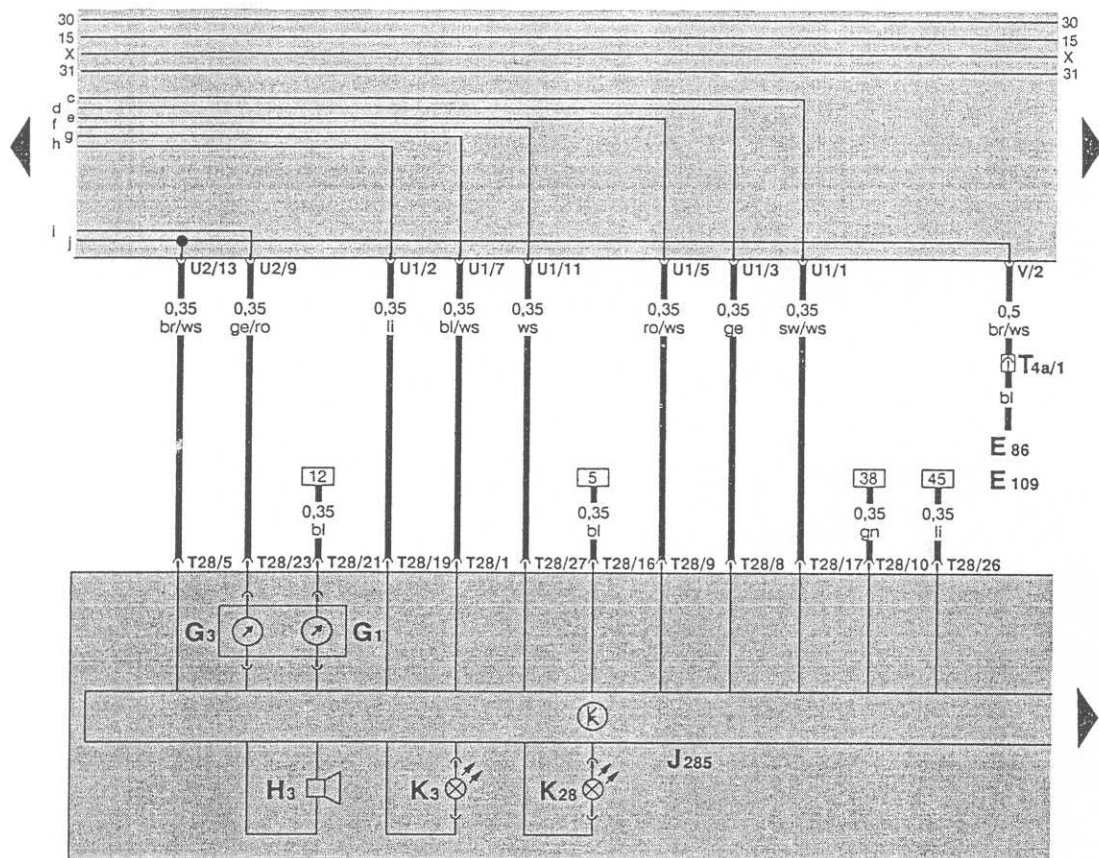 30 30
15 15
X X
31 31
c
d
e
f
g
h
i
j
U2/13 U2/9 U1/2 U1/7 U1/11 U1/5 U1/3 U1/1 V/2
0,35 0,35 0,35 0,35 0,35 0,35 0,35 0,35 0,5
br/ws ge/ro li bl/ws ws ro/ws ge sw/ws br/ws
T4a/1
bl
E 86
12 5 38 45 E 109
0,35 0,35 0,35 0,35
bl bl gn li
T28/5 T28/23 T28/21 T28/19 T28/1 T28/27 T28/16 T28/9 T28/8 T28/17 T28/10 T28/26
G3 G1
k
J285
H3 K3 K28